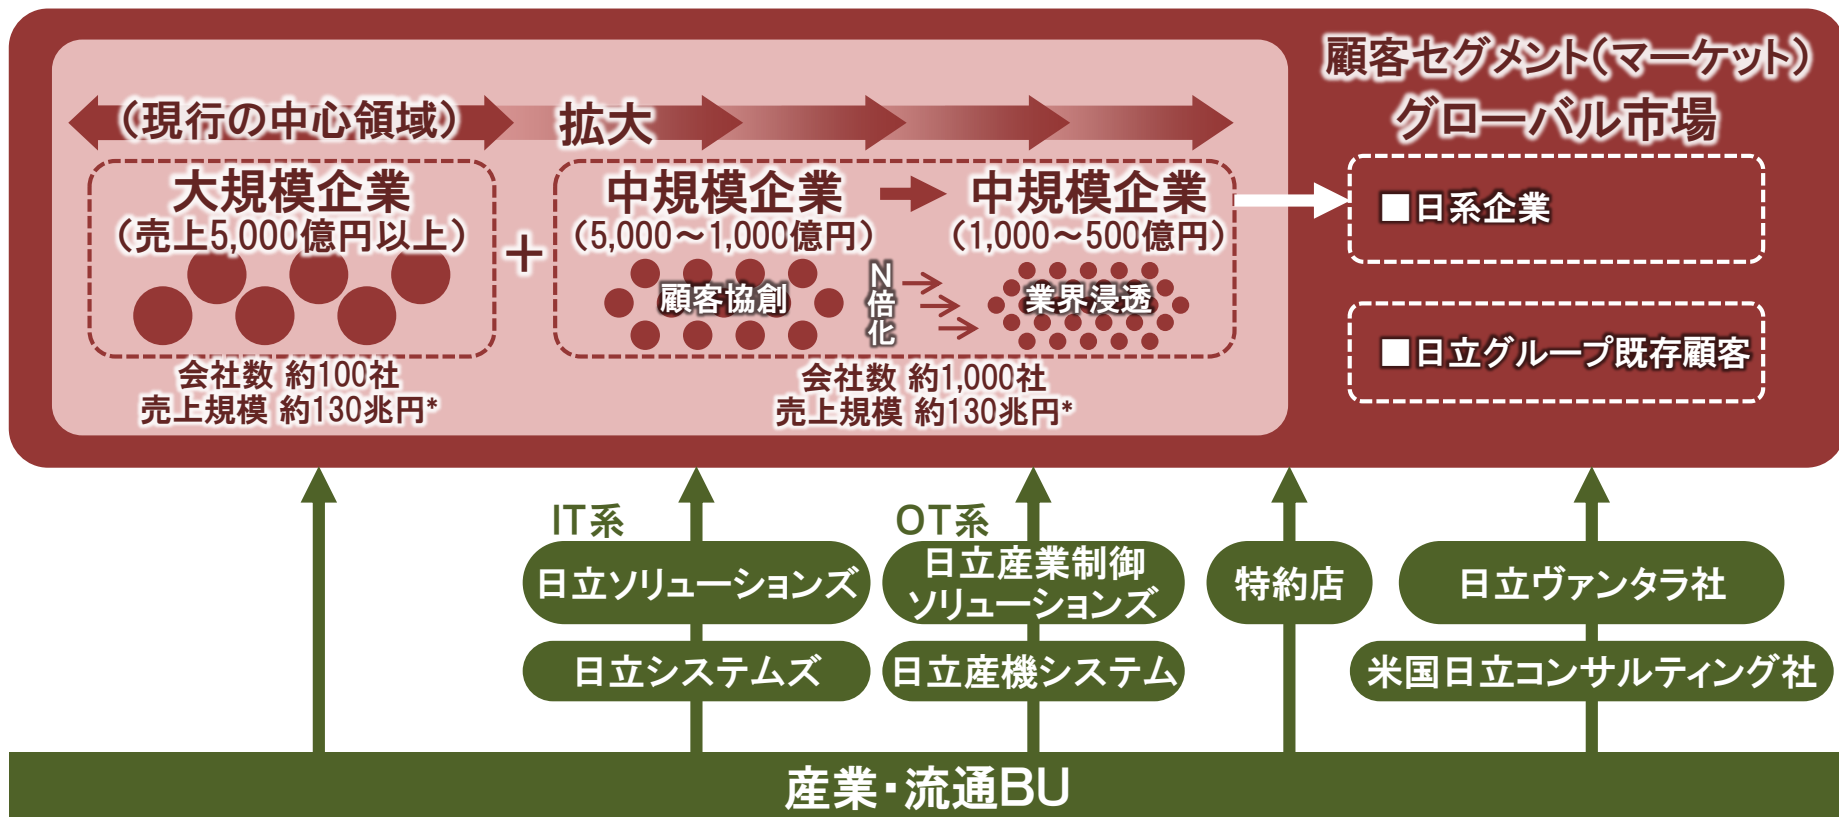 顧客セグメント(マーケット)
グローバル市場
(現行の中心領域)
拡大
大規模企業
(売上5,000億円以上)
+
中規模企業
(5,000～1,000億円)
顧客協創
N倍化
中規模企業
(1,000～500億円)
業界浸透
会社数 約100社
売上規模 約130兆円*
会社数 約1,000社
売上規模 約130兆円*
■日系企業
■日立グループ既存顧客
IT系
日立ソリューションズ
日立システムズ
OT系
日立産業制御
ソリューションズ
日立産機システム
特約店
日立ヴァンタラ社
米国日立コンサルティング社
産業・流通BU